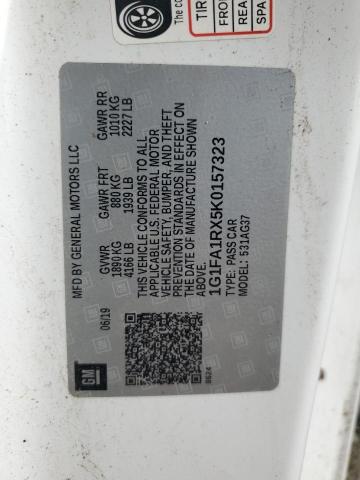 MFD BY GENERAL MOTORS LLC
06/19
GVWR GAWR FRT GAWR RR
1890 KG 880 KG 1010 KG
4166 LB 1939 LB 2227 LB
THIS VEHICLE CONFORMS TO ALL
APPLICABLE U.S. FEDERAL MOTOR
VEHICLE SAFETY, BUMPER, AND THEFT
PREVENTION STANDARDS IN EFFECT ON
THE DATE OF MANUFACTURE SHOWN
ABOVE.
1G1FA1RX5K0157323
TYPE: PASS CAR
MODEL: 531AG37
GM
8624
The co
TIR
FRO
REA
SPA